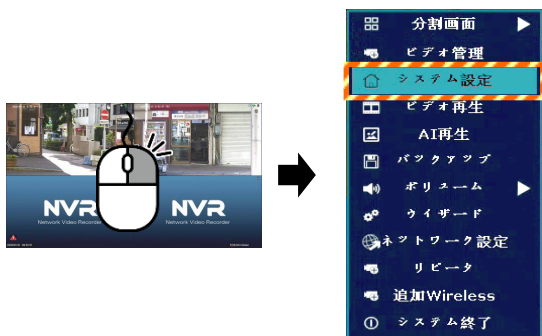 NVR
Network Video Recorder
NVR
Network Video Recorder
分割画面
ビデオ管理
システム設定
ビデオ再生
AI再生
バックアップ
ボリューム
ウイザード
ネットワーク設定
リピータ
追加Wireless
システム終了